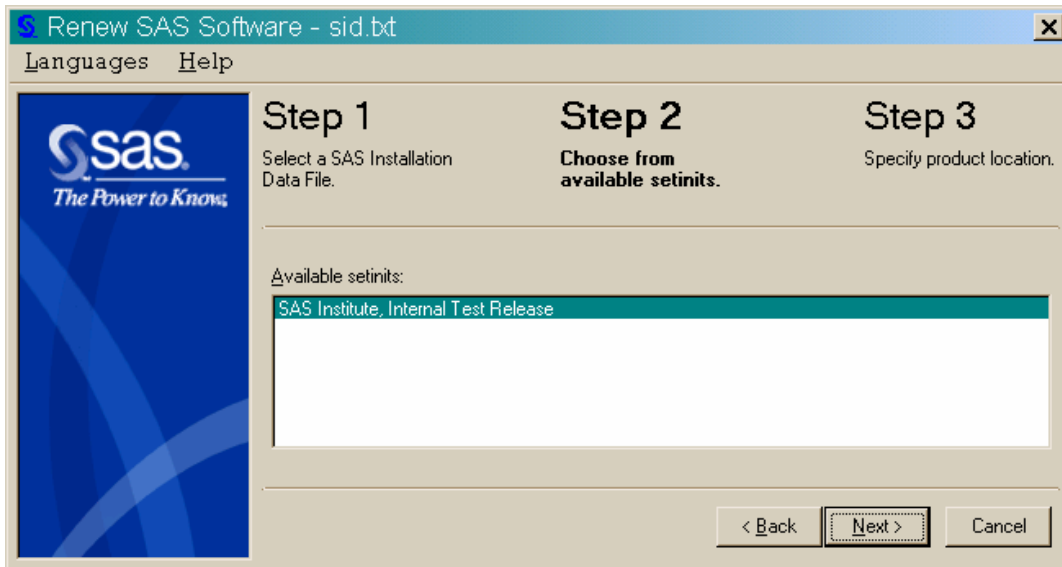 Renew SAS Software - sid.txt
Languages Help
sas.
The Power to Know.
Step 1
Select a SAS Installation
Data File.
Step 2
Choose from
available setinits.
Step 3
Specify product location.
Available setinits:
SAS Institute, Internal Test Release
< Back
Next >
Cancel